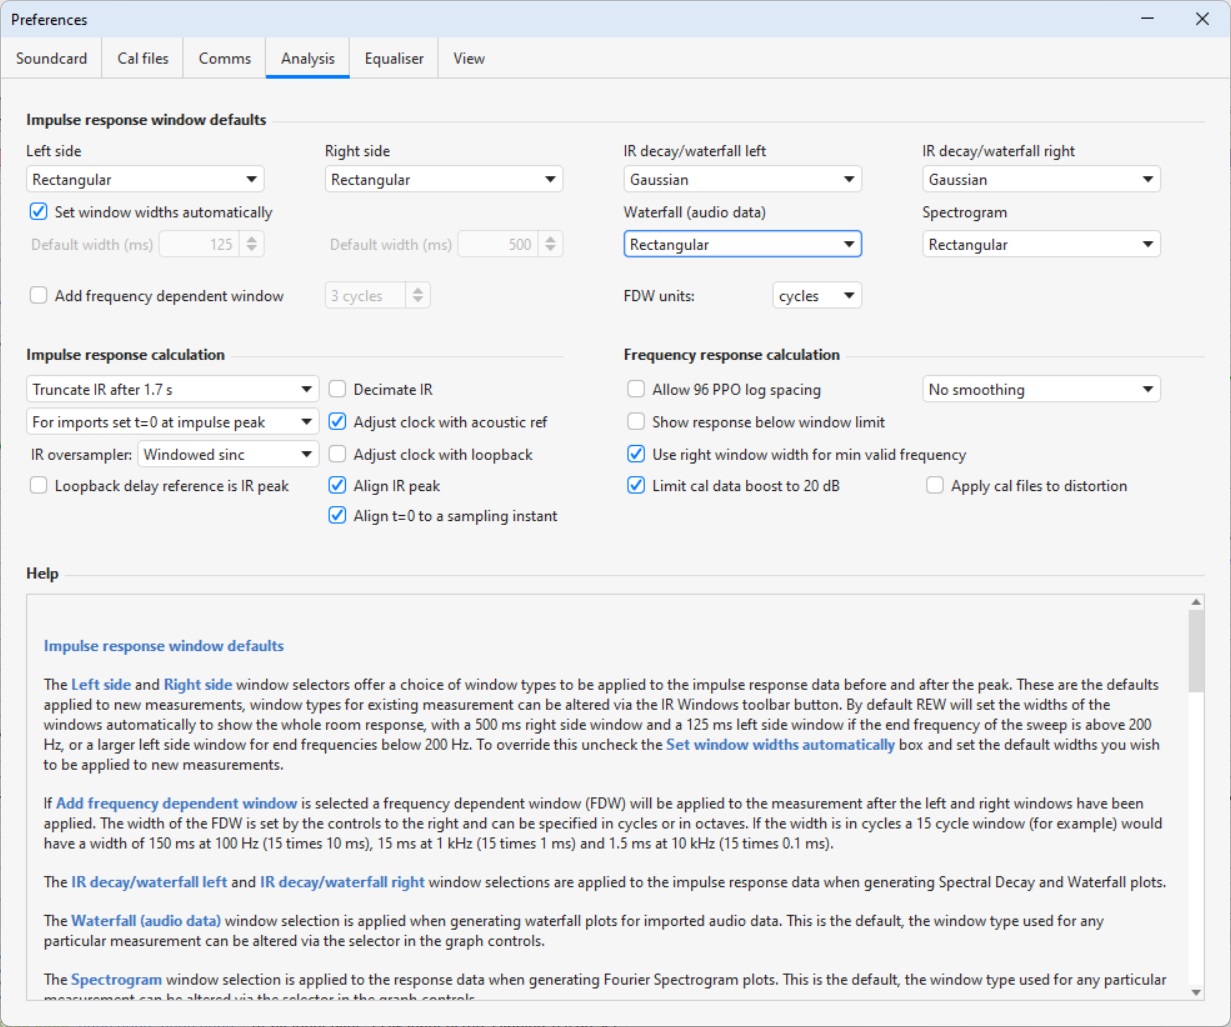 Preferences
Soundcard Cal files Comms Analysis Equaliser View
Impulse response window defaults
Left side Right side IR decay/waterfall left IR decay/waterfall right
Rectangular Rectangular Gaussian Gaussian
Set window widths automatically Waterfall (audio data) Spectrogram
Default width (ms) 125 Default width (ms) 500 Rectangular Rectangular
Add frequency dependent window 3 cycles FDW units: cycles
Impulse response calculation Frequency response calculation
Truncate IR after 1.7 s Decimate IR Allow 96 PPO log spacing No smoothing
For imports set t=0 at impulse peak Adjust clock with acoustic ref Show response below window limit
IR oversampler: Windowed sinc Adjust clock with loopback Use right window width for min valid frequency
Loopback delay reference is IR peak Align IR peak Limit cal data boost to 20 dB Apply cal files to distortion
Align t=0 to a sampling instant
Help
Impulse response window defaults
The Left side and Right side window selectors offer a choice of window types to be applied to the impulse response data before and after the peak. These are the defaults
applied to new measurements, window types for existing measurement can be altered via the IR Windows toolbar button. By default REW will set the widths of the
windows automatically to show the whole room response, with a 500 ms right side window and a 125 ms left side window if the end frequency of the sweep is above 200
Hz, or a larger left side window for end frequencies below 200 Hz. To override this uncheck the Set window widths automatically box and set the default widths you wish
to be applied to new measurements.
If Add frequency dependent window is selected a frequency dependent window (FDW) will be applied to the measurement after the left and right windows have been
applied. The width of the FDW is set by the controls to the right and can be specified in cycles or in octaves. If the width is in cycles a 15 cycle window (for example) would
have a width of 150 ms at 100 Hz (15 times 10 ms), 15 ms at 1 kHz (15 times 1 ms) and 1.5 ms at 10 kHz (15 times 0.1 ms).
The IR decay/waterfall left and IR decay/waterfall right window selections are applied to the impulse response data when generating Spectral Decay and Waterfall plots.
The Waterfall (audio data) window selection is applied when generating waterfall plots for imported audio data. This is the default, the window type used for any
particular measurement can be altered via the selector in the graph controls.
The Spectrogram window selection is applied to the response data when generating Fourier Spectrogram plots. This is the default, the window type used for any particular
measurement can be altered via the selector in the graph controls.